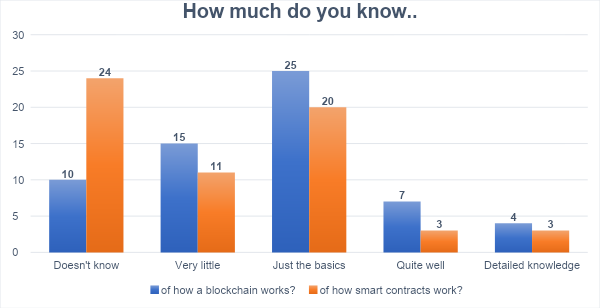 How much do you know..
30
25
20
15
10
5
0
10 24 15 11 25 20 7 3 4 3
Doesn't know Very little Just the basics Quite well Detailed knowledge
of how a blockchain works? of how smart contracts work?